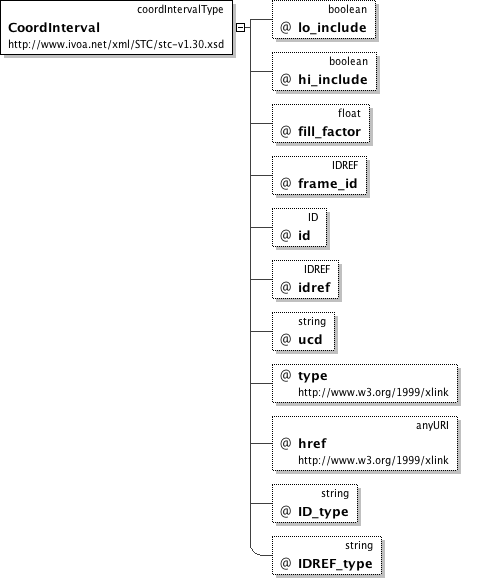 coordIntervalType
CoordInterval
http://www.ivoa.net/xml/STC/stc-v1.30.xsd
boolean
@ lo_include
boolean
@ hi_include
float
@ fill_factor
IDREF
@ frame_id
ID
@ id
IDREF
@ idref
string
@ ucd
@ type
http://www.w3.org/1999/xlink
anyURI
@ href
http://www.w3.org/1999/xlink
string
@ ID_type
string
@ IDREF_type